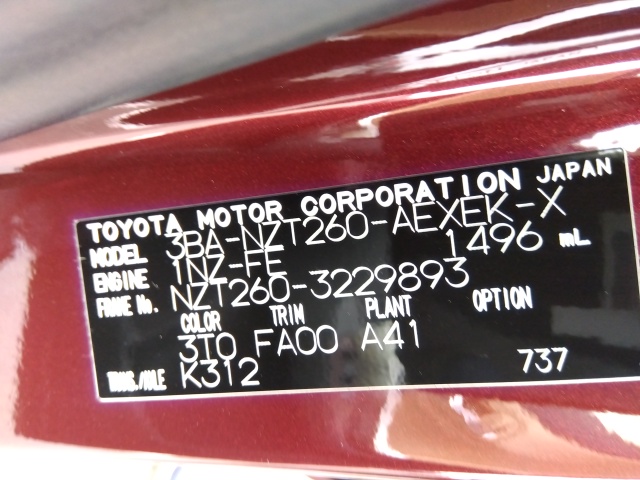 TOYOTA MOTOR CORPORATION JAPAN
MODEL 3BA-NZT260-AEXEK-X
ENGINE 1NZ-FE 1496 mL
FRAME No. NZT260-3229893
COLOR TRIM PLANT OPTION
3T0 FA00 A41
TRANS./AXLE K312 737